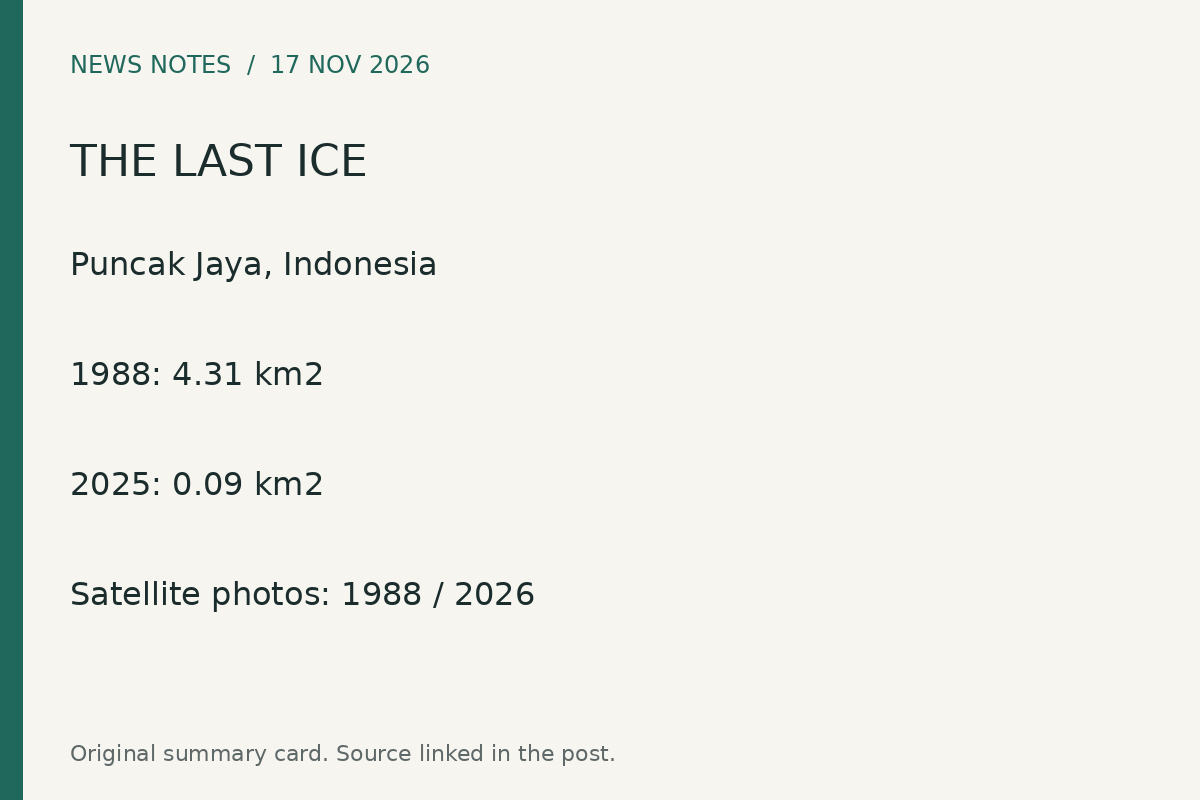 NEWS NOTES / 17 NOV 2026
THE LAST ICE
Puncak Jaya, Indonesia
1988: 4.31 km2
2025: 0.09 km2
Satellite photos: 1988 / 2026
Original summary card. Source linked in the post.